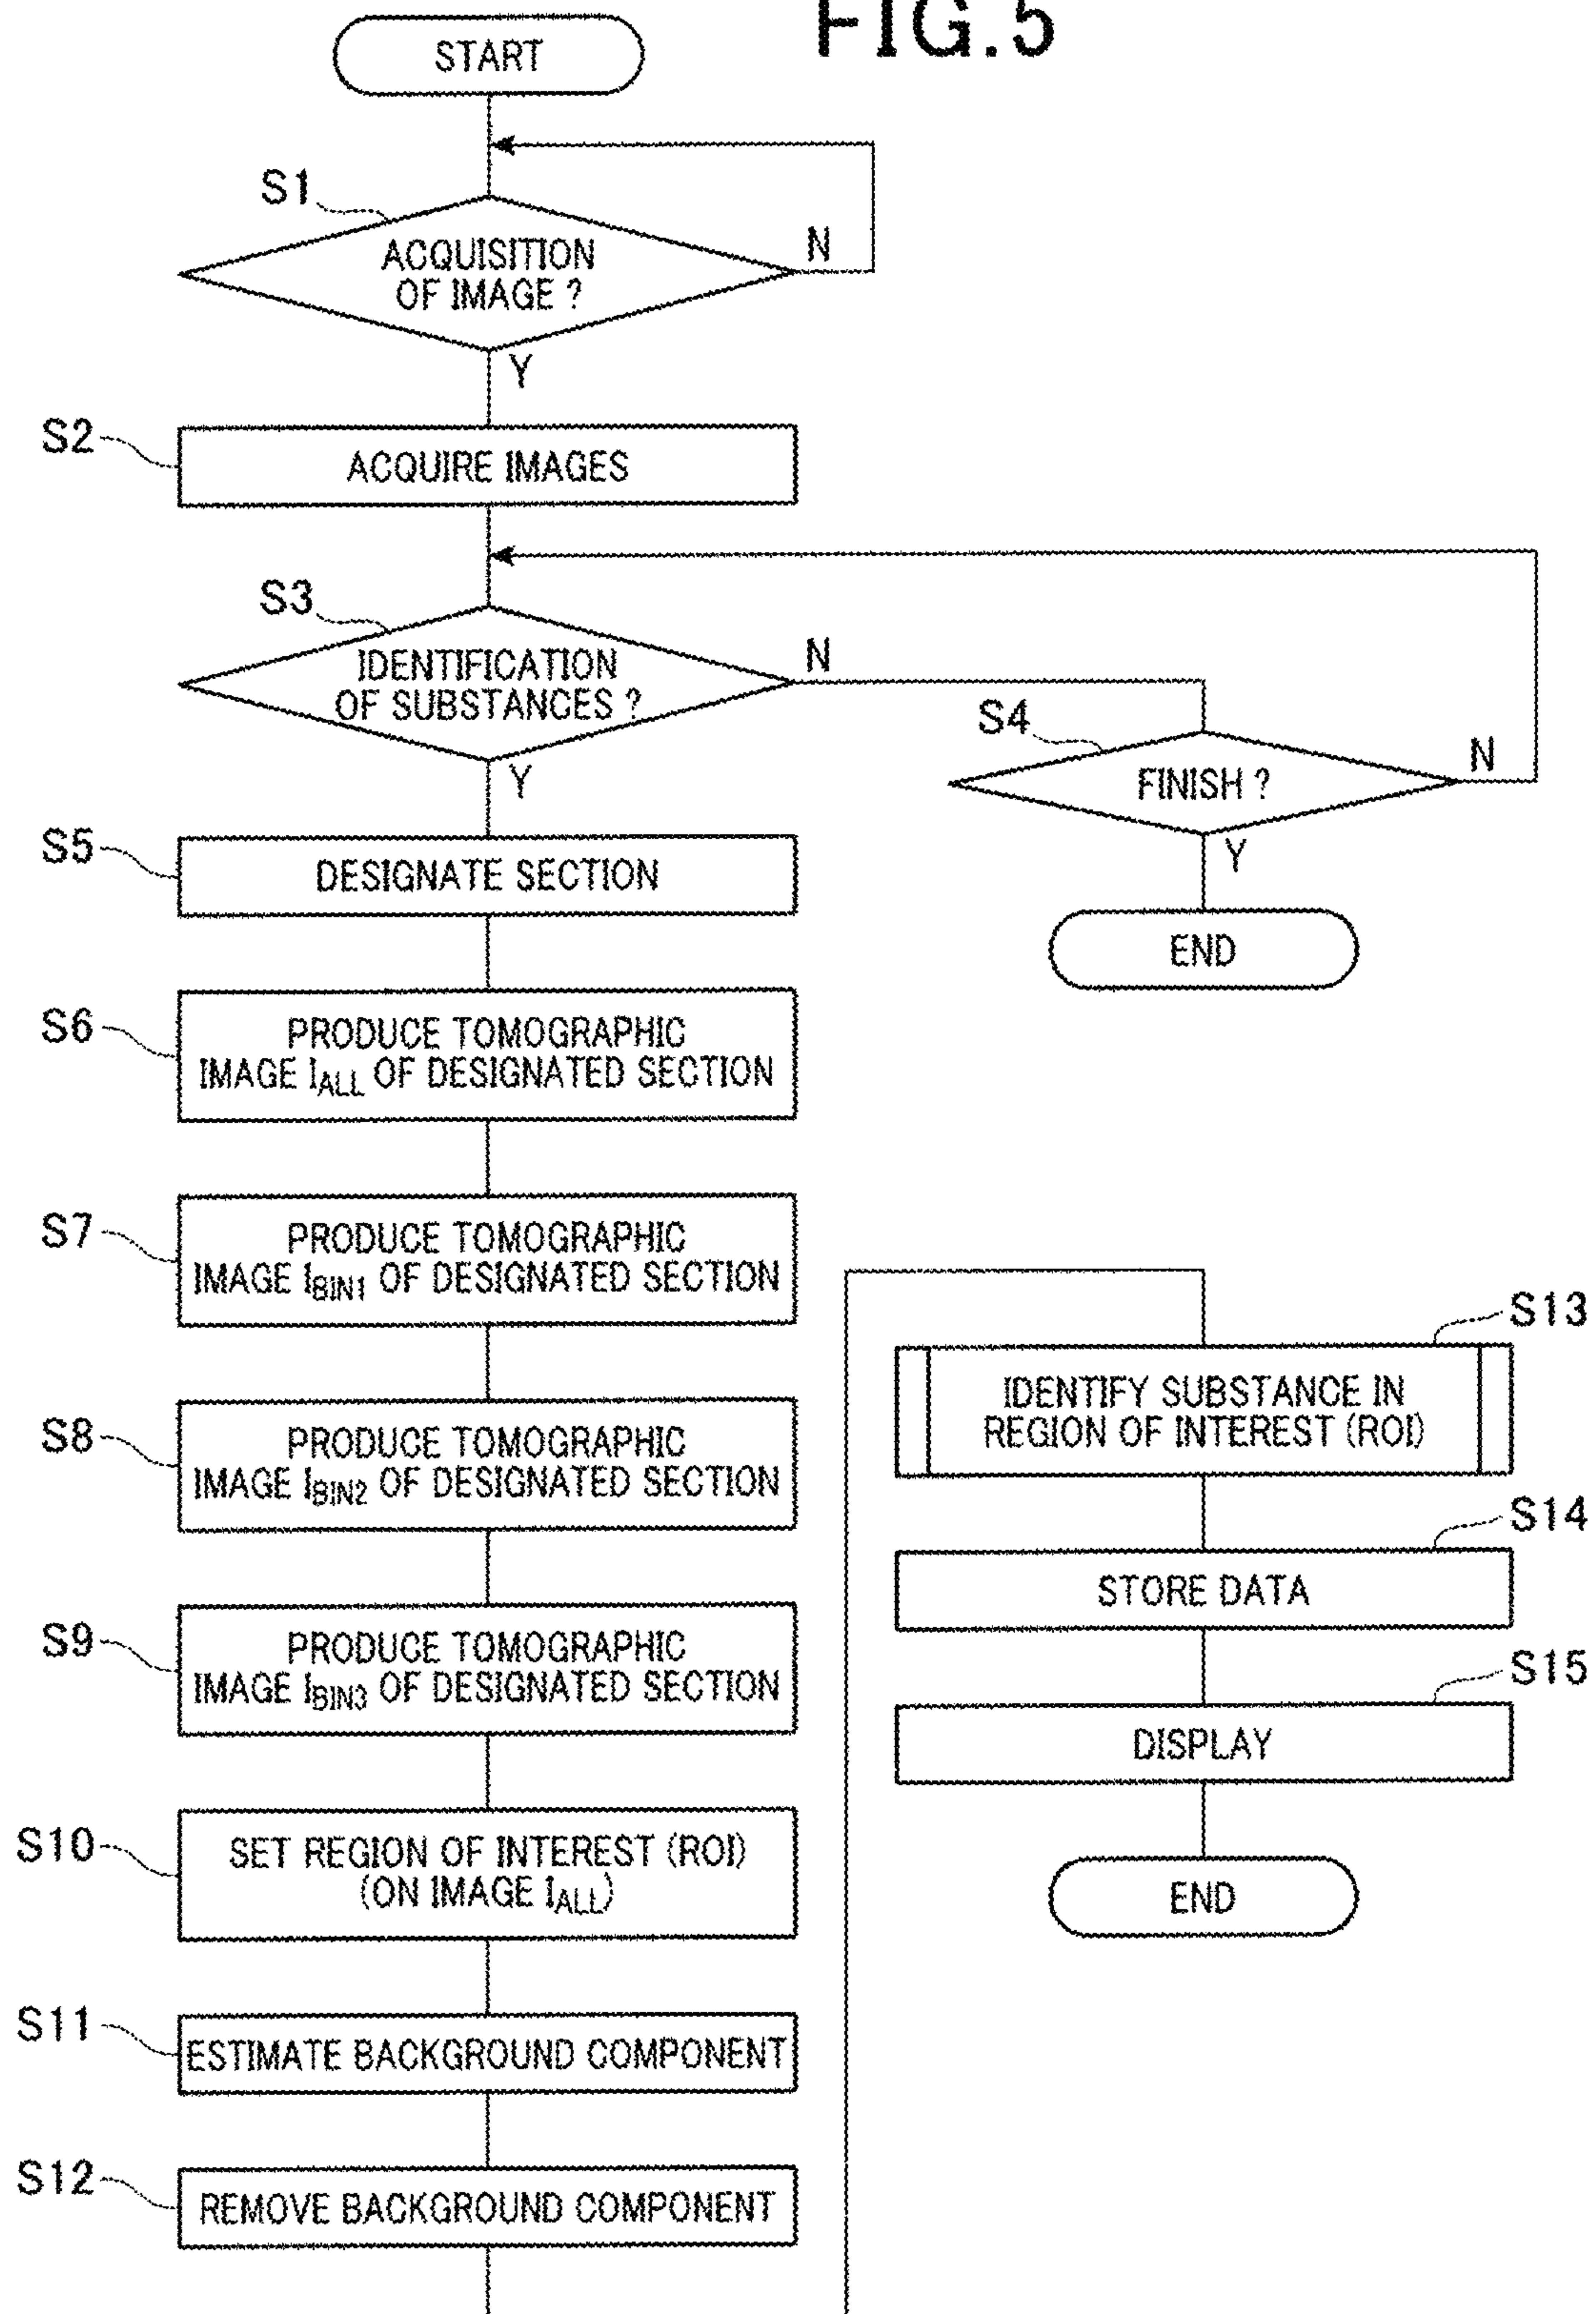 FIG.5
START
S1
ACQUISITION
OF IMAGE ?
N
Y
S2
ACQUIRE IMAGES
S3
IDENTIFICATION
OF SUBSTANCES ?
N
Y
S4
FINISH ?
N
Y
END
S5
DESIGNATE SECTION
S6
PRODUCE TOMOGRAPHIC
IMAGE IALL OF DESIGNATED SECTION
S7
PRODUCE TOMOGRAPHIC
IMAGE IBIN1 OF DESIGNATED SECTION
S8
PRODUCE TOMOGRAPHIC
IMAGE IBIN2 OF DESIGNATED SECTION
S9
PRODUCE TOMOGRAPHIC
IMAGE IBIN3 OF DESIGNATED SECTION
S10
SET REGION OF INTEREST (ROI)
(ON IMAGE IALL)
S11
ESTIMATE BACKGROUND COMPONENT
S12
REMOVE BACKGROUND COMPONENT
S13
IDENTIFY SUBSTANCE IN
REGION OF INTEREST (ROI)
S14
STORE DATA
S15
DISPLAY
END